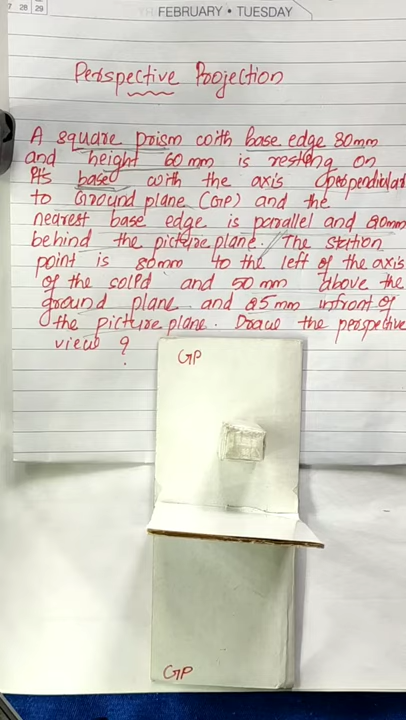 7 28 29
FEBRUARY • TUESDAY
Perspective Projection
A square prism with base edge 80mm
and height 60 mm is resting on
its base, with the axis perpendicular
to Ground plane (GP) and the
nearest base edge is parallel and 20mm
behind the picture plane. The station
point is 80mm to the left of the axis
of the solid and 50 mm above the
ground plane and 25mm infront of
the picture plane. Draw the perspective
view ?
GP
GP